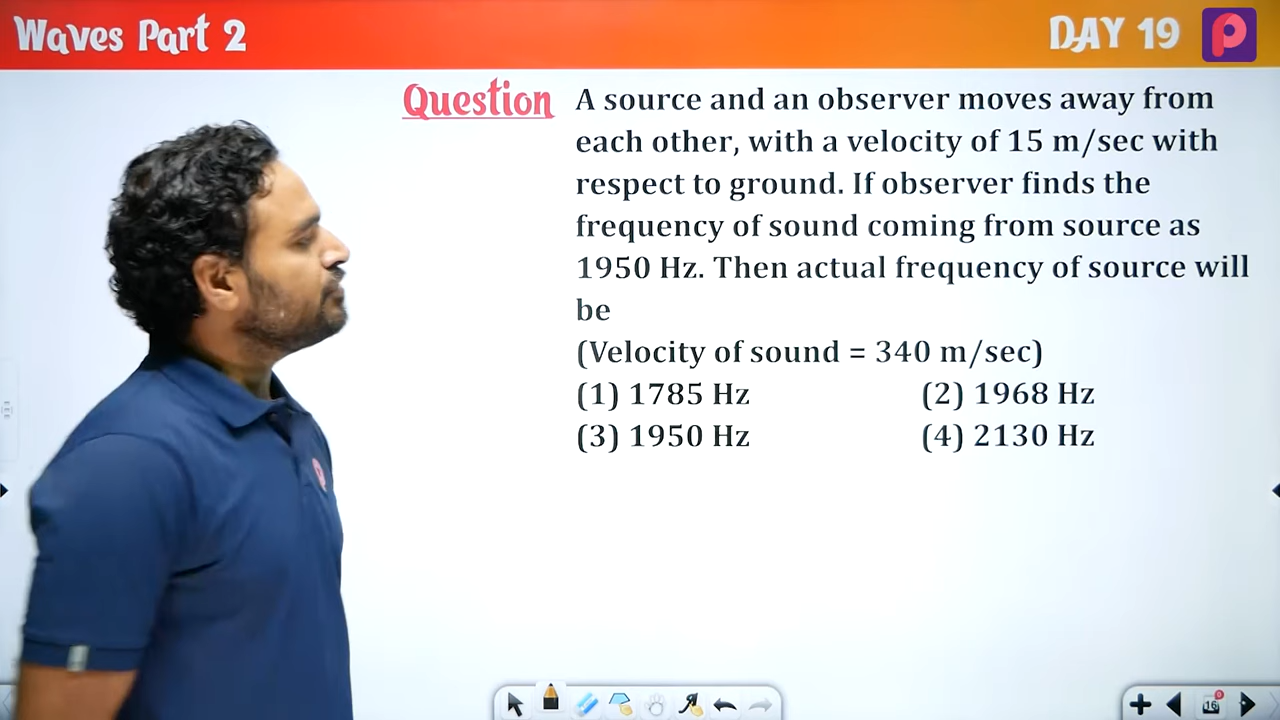 Waves Part 2
DAY 19
Question
A source and an observer moves away from
each other, with a velocity of 15 m/sec with
respect to ground. If observer finds the
frequency of sound coming from source as
1950 Hz. Then actual frequency of source will
be
(Velocity of sound = 340 m/sec)
(1) 1785 Hz (2) 1968 Hz
(3) 1950 Hz (4) 2130 Hz
16